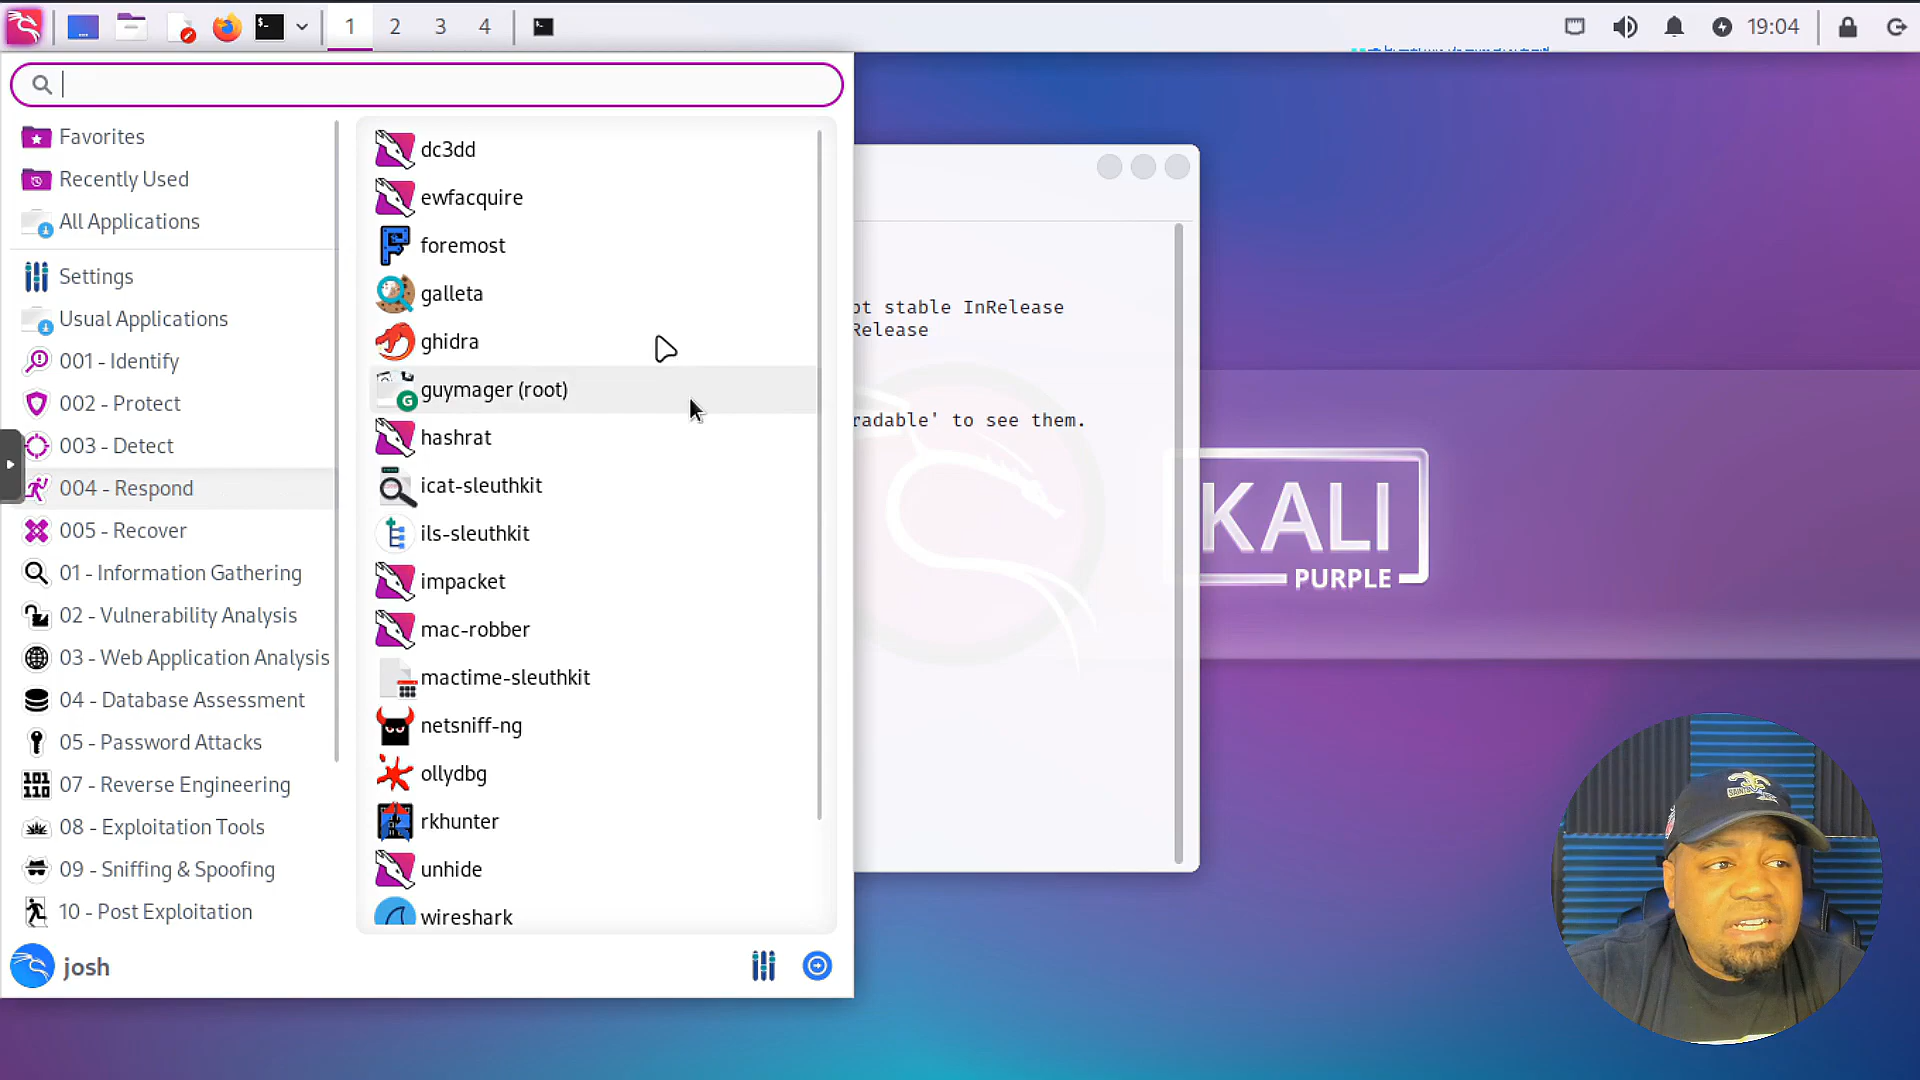 1 2 3 4
19:04
Favorites
Recently Used
All Applications
Settings
Usual Applications
001 - Identify
002 - Protect
003 - Detect
004 - Respond
005 - Recover
01 - Information Gathering
02 - Vulnerability Analysis
03 - Web Application Analysis
04 - Database Assessment
05 - Password Attacks
07 - Reverse Engineering
08 - Exploitation Tools
09 - Sniffing & Spoofing
10 - Post Exploitation
josh
dc3dd
ewfacquire
foremost
galleta
ghidra
guymager (root)
hashrat
icat-sleuthkit
ils-sleuthkit
impacket
mac-robber
mactime-sleuthkit
netsniff-ng
ollydbg
rkhunter
unhide
wireshark
pt stable InRelease
Release
radable' to see them.
KALI
PURPLE
SAINTS